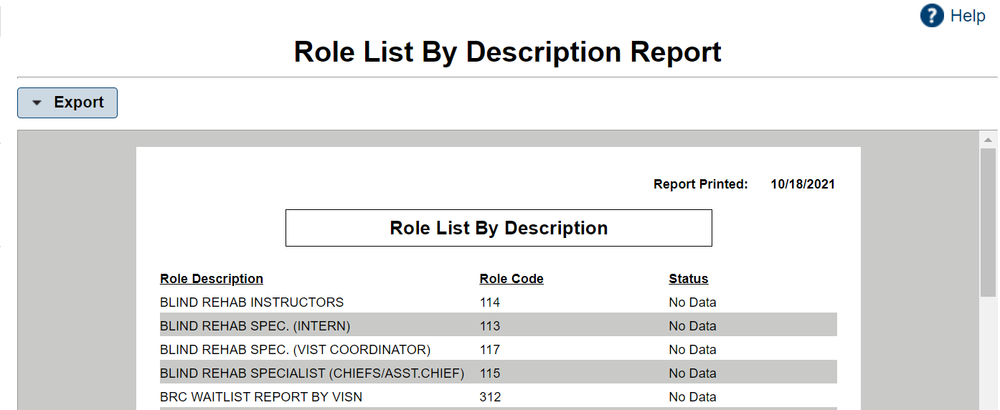 ? Help
Role List By Description Report
Export
Report Printed: 10/18/2021
Role List By Description
Role Description Role Code Status
BLIND REHAB INSTRUCTORS 114 No Data
BLIND REHAB SPEC. (INTERN) 113 No Data
BLIND REHAB SPEC. (VIST COORDINATOR) 117 No Data
BLIND REHAB SPECIALIST (CHIEFS/ASST.CHIEF) 115 No Data
BRC WAITLIST REPORT BY VISN 312 No Data